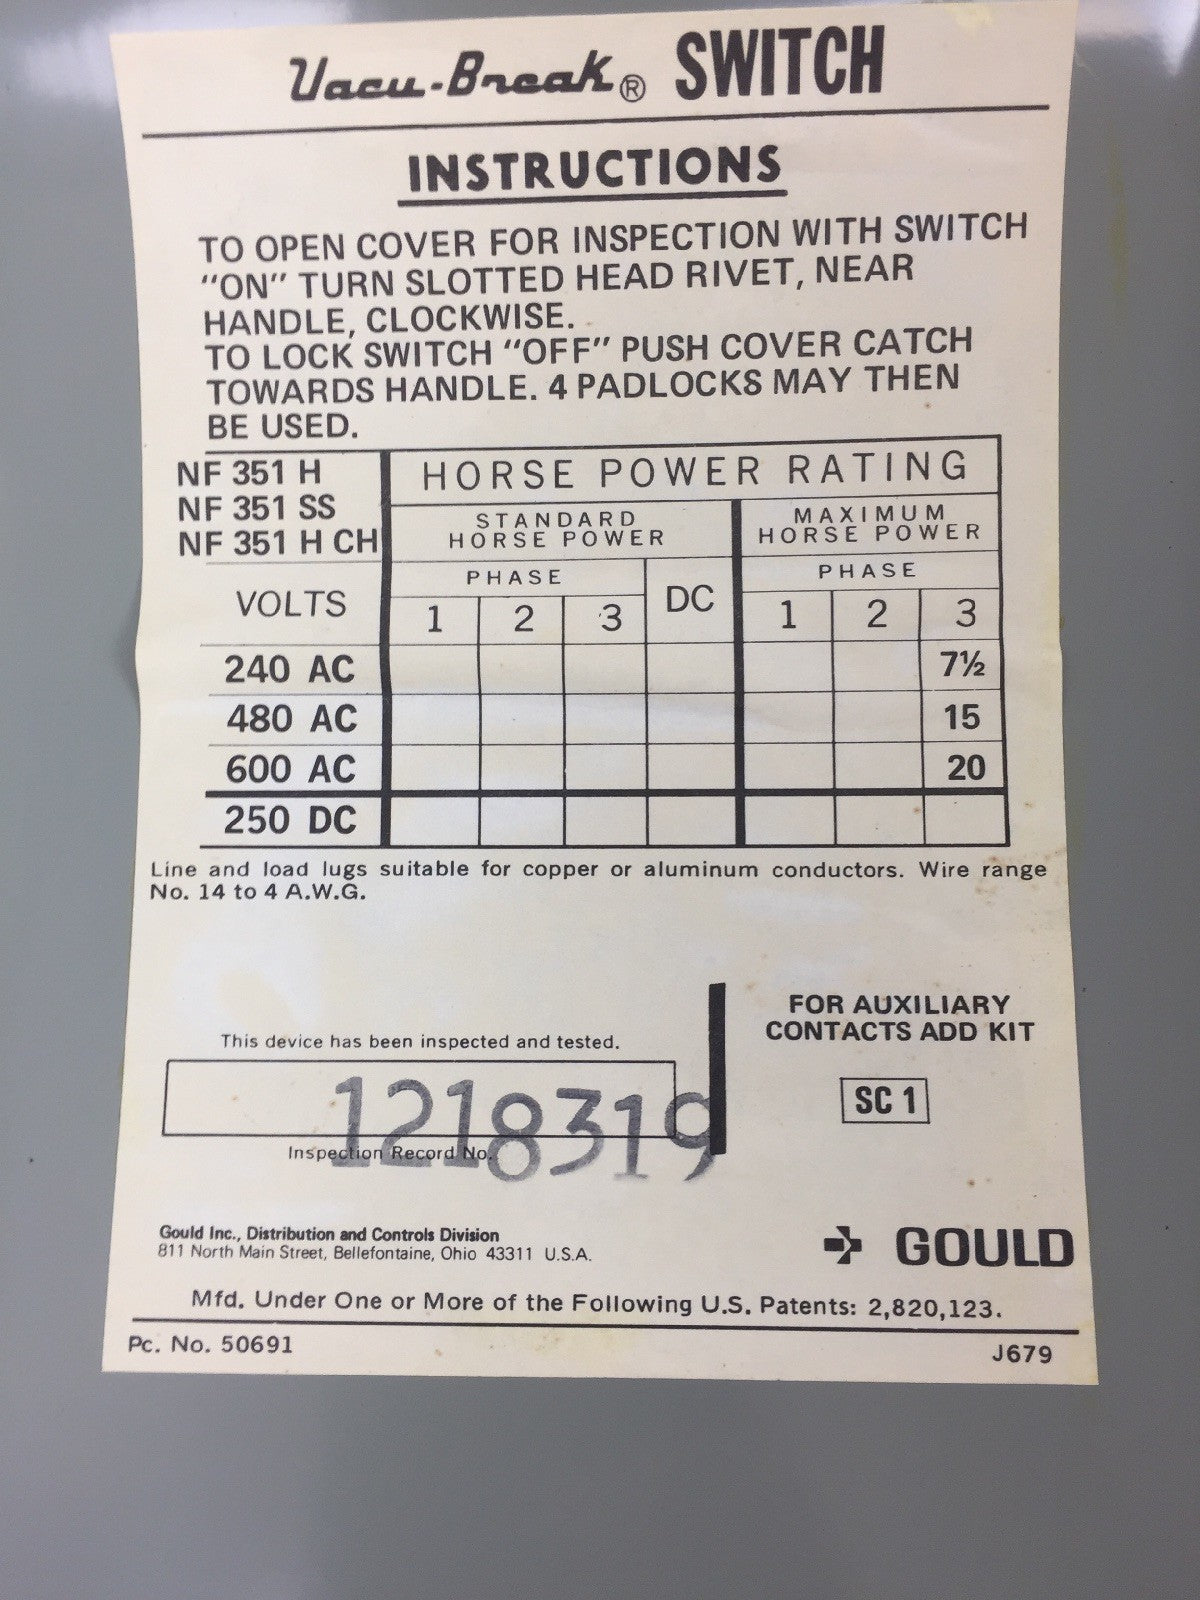 Vacu-Break® SWITCH
INSTRUCTIONS
TO OPEN COVER FOR INSPECTION WITH SWITCH
"ON" TURN SLOTTED HEAD RIVET, NEAR
HANDLE, CLOCKWISE.
TO LOCK SWITCH "OFF" PUSH COVER CATCH
TOWARDS HANDLE. 4 PADLOCKS MAY THEN
BE USED.
NF 351 H
NF 351 SS
NF 351 H CH
HORSE POWER RATING
STANDARD
HORSE POWER
MAXIMUM
HORSE POWER
VOLTS
PHASE
DC
PHASE
1 2 3 1 2 3
240 AC 7½
480 AC 15
600 AC 20
250 DC
Line and load lugs suitable for copper or aluminum conductors. Wire range
No. 14 to 4 A.W.G.
This device has been inspected and tested.
1218319
Inspection Record No.
FOR AUXILIARY
CONTACTS ADD KIT
SC 1
Gould Inc., Distribution and Controls Division
811 North Main Street, Bellefontaine, Ohio 43311 U.S.A.
GOULD
Mfd. Under One or More of the Following U.S. Patents: 2,820,123.
Pc. No. 50691
J679